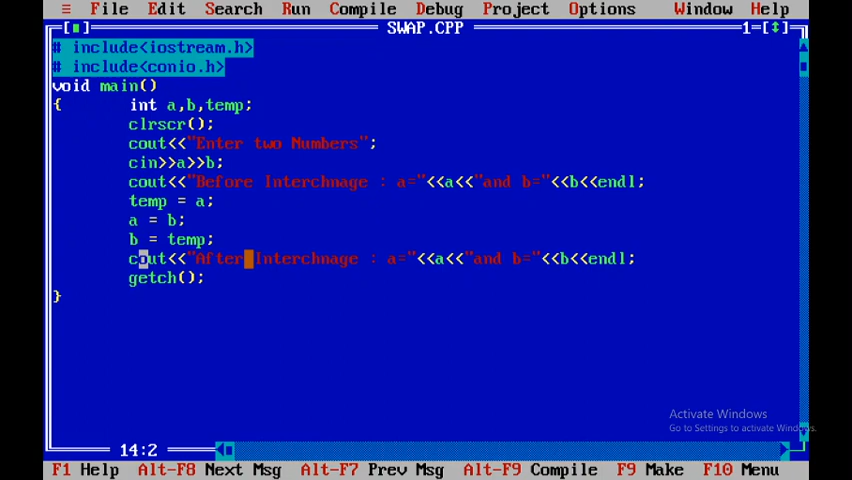 ≡ File Edit Search Run Compile Debug Project Options Window Help
[■] SWAP.CPP 1=[↕]
# include<iostream.h>
# include<conio.h>
void main()
{ int a,b,temp;
clrscr();
cout<<"Enter two Numbers";
cin>>a>>b;
cout<<"Before Interchnage : a="<<a<<"and b="<<b<<endl;
temp = a;
a = b;
b = temp;
cout<<"After Interchnage : a="<<a<<"and b="<<b<<endl;
getch();
}
Activate Windows
Go to Settings to activate Windows.
14:2
F1 Help Alt-F8 Next Msg Alt-F7 Prev Msg Alt-F9 Compile F9 Make F10 Menu